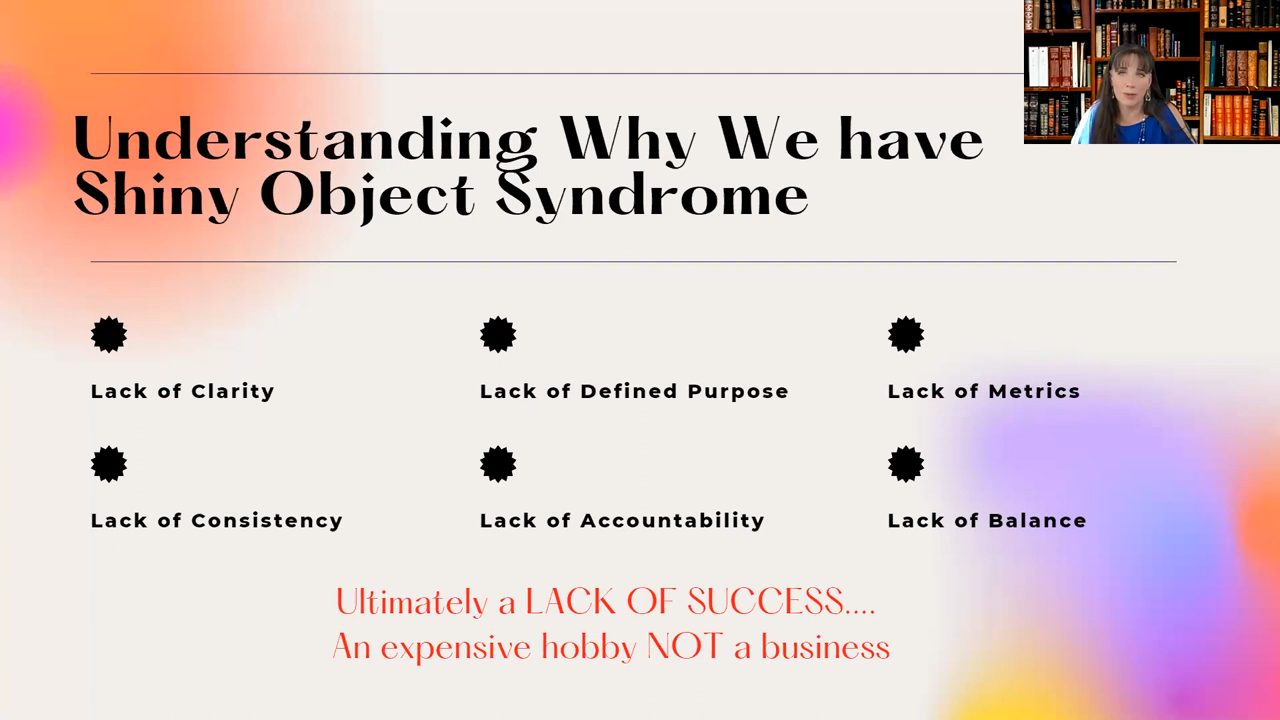 Understanding Why We have
Shiny Object Syndrome
Lack of Clarity
Lack of Defined Purpose
Lack of Metrics
Lack of Consistency
Lack of Accountability
Lack of Balance
Ultimately a LACK OF SUCCESS....
An expensive hobby NOT a business